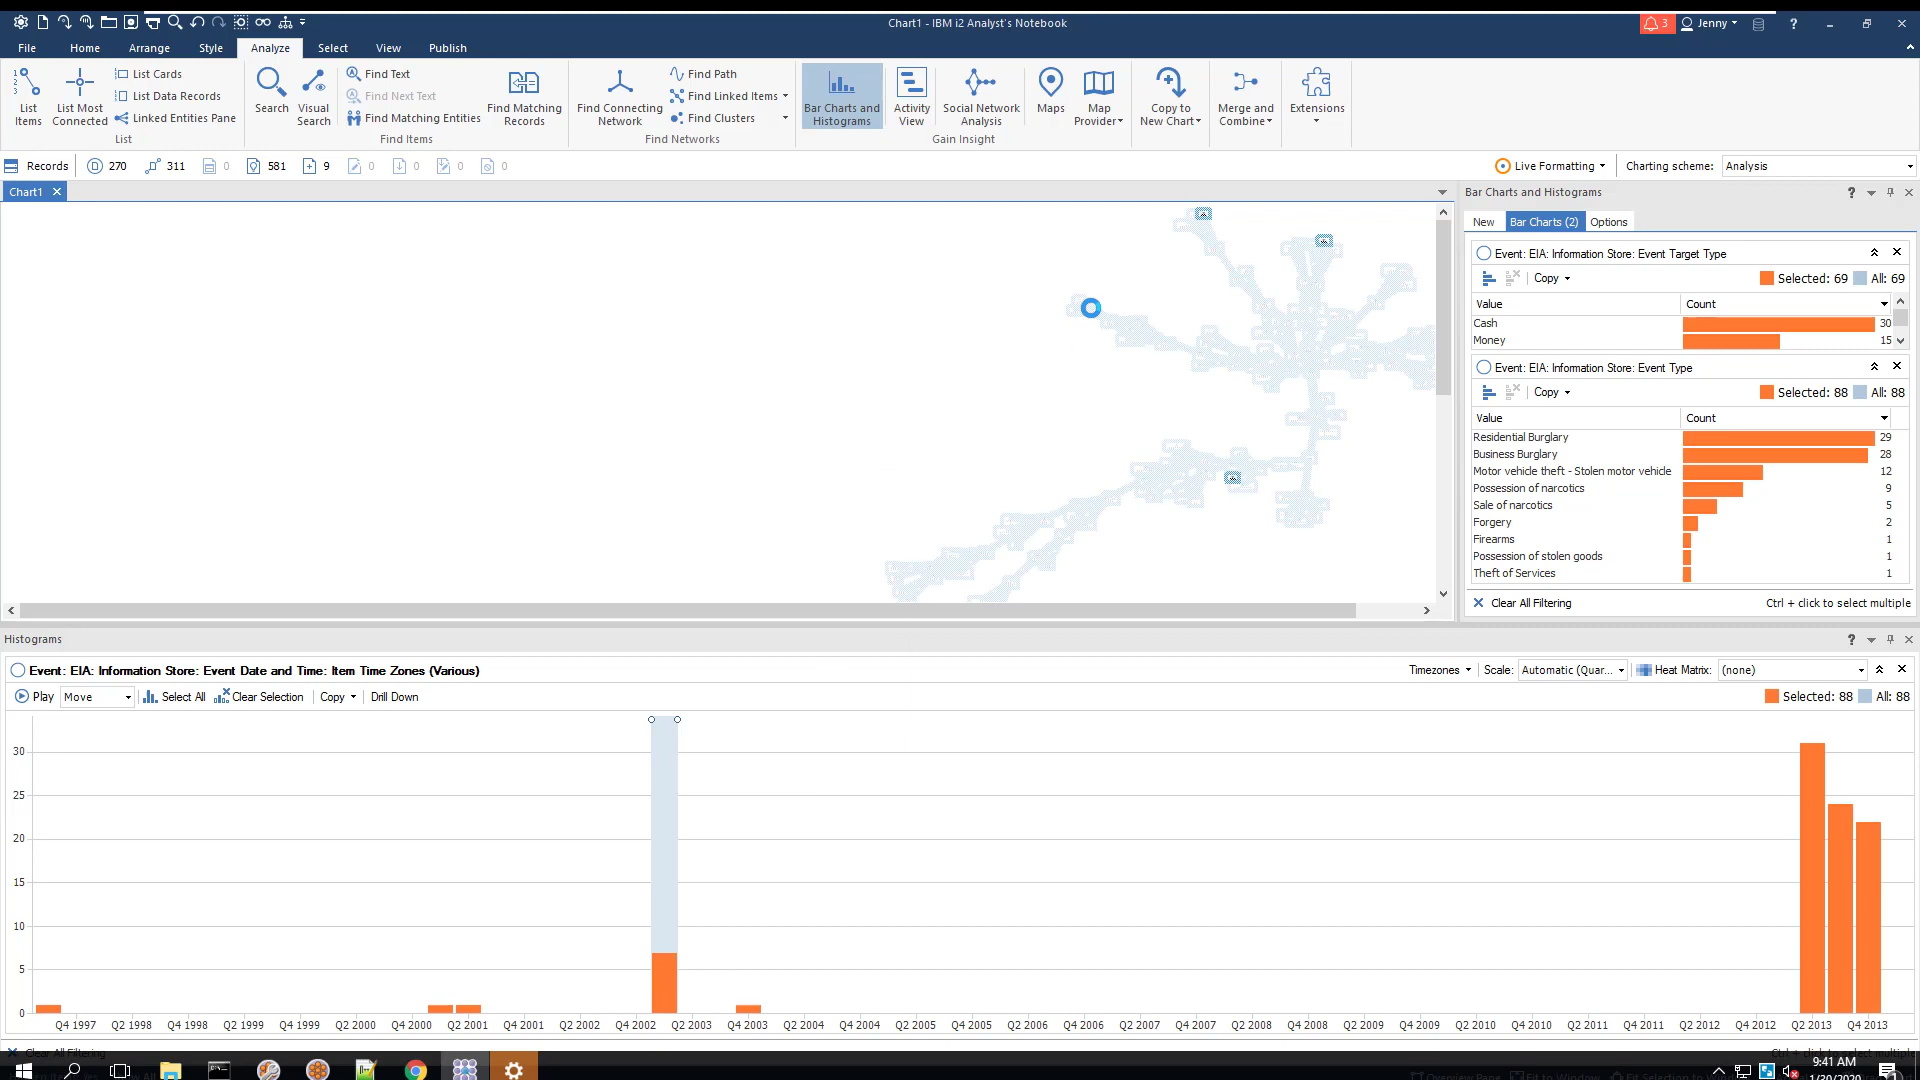 Chart1 - IBM i2 Analyst's Notebook
3
Jenny
?
File Home Arrange Style Analyze Select View Publish
List Items
List Most Connected
List Cards
List Data Records
Linked Entities Pane
List
Search
Visual Search
Find Text
Find Next Text
Find Matching Entities
Find Matching Records
Find Items
Find Connecting Network
Find Path
Find Linked Items
Find Clusters
Find Networks
Bar Charts and Histograms
Activity View
Social Network Analysis
Maps
Map Provider
Gain Insight
Copy to New Chart
Merge and Combine
Extensions
Records 270 311 0 581 9 0 0 0 0
Live Formatting
Charting scheme: Analysis
Chart1
Bar Charts and Histograms
?
New Bar Charts (2) Options
Event: EIA: Information Store: Event Target Type
Copy
Selected: 69 All: 69
Value Count
Cash 30
Money 15
Event: EIA: Information Store: Event Type
Copy
Selected: 88 All: 88
Value Count
Residential Burglary 29
Business Burglary 28
Motor vehicle theft - Stolen motor vehicle 12
Possession of narcotics 9
Sale of narcotics 5
Forgery 2
Firearms 1
Possession of stolen goods 1
Theft of Services 1
Clear All Filtering
Ctrl + click to select multiple
Histograms
?
Event: EIA: Information Store: Event Date and Time: Item Time Zones (Various)
Timezones Scale: Automatic (Quar... Heat Matrix: (none)
Play Move Select All Clear Selection Copy Drill Down
Selected: 88 All: 88
30
25
20
15
10
5
0
Q4 1997 Q2 1998 Q4 1998 Q2 1999 Q4 1999 Q2 2000 Q4 2000 Q2 2001 Q4 2001 Q2 2002 Q4 2002 Q2 2003 Q4 2003 Q2 2004 Q4 2004 Q2 2005 Q4 2005 Q2 2006 Q4 2006 Q2 2007 Q4 2007 Q2 2008 Q4 2008 Q2 2009 Q4 2009 Q2 2010 Q4 2010 Q2 2011 Q4 2011 Q2 2012 Q4 2012 Q2 2013 Q4 2013
Clear All Filtering
Ctrl + click to select multiple
9:41 AM
1/30/2020
1